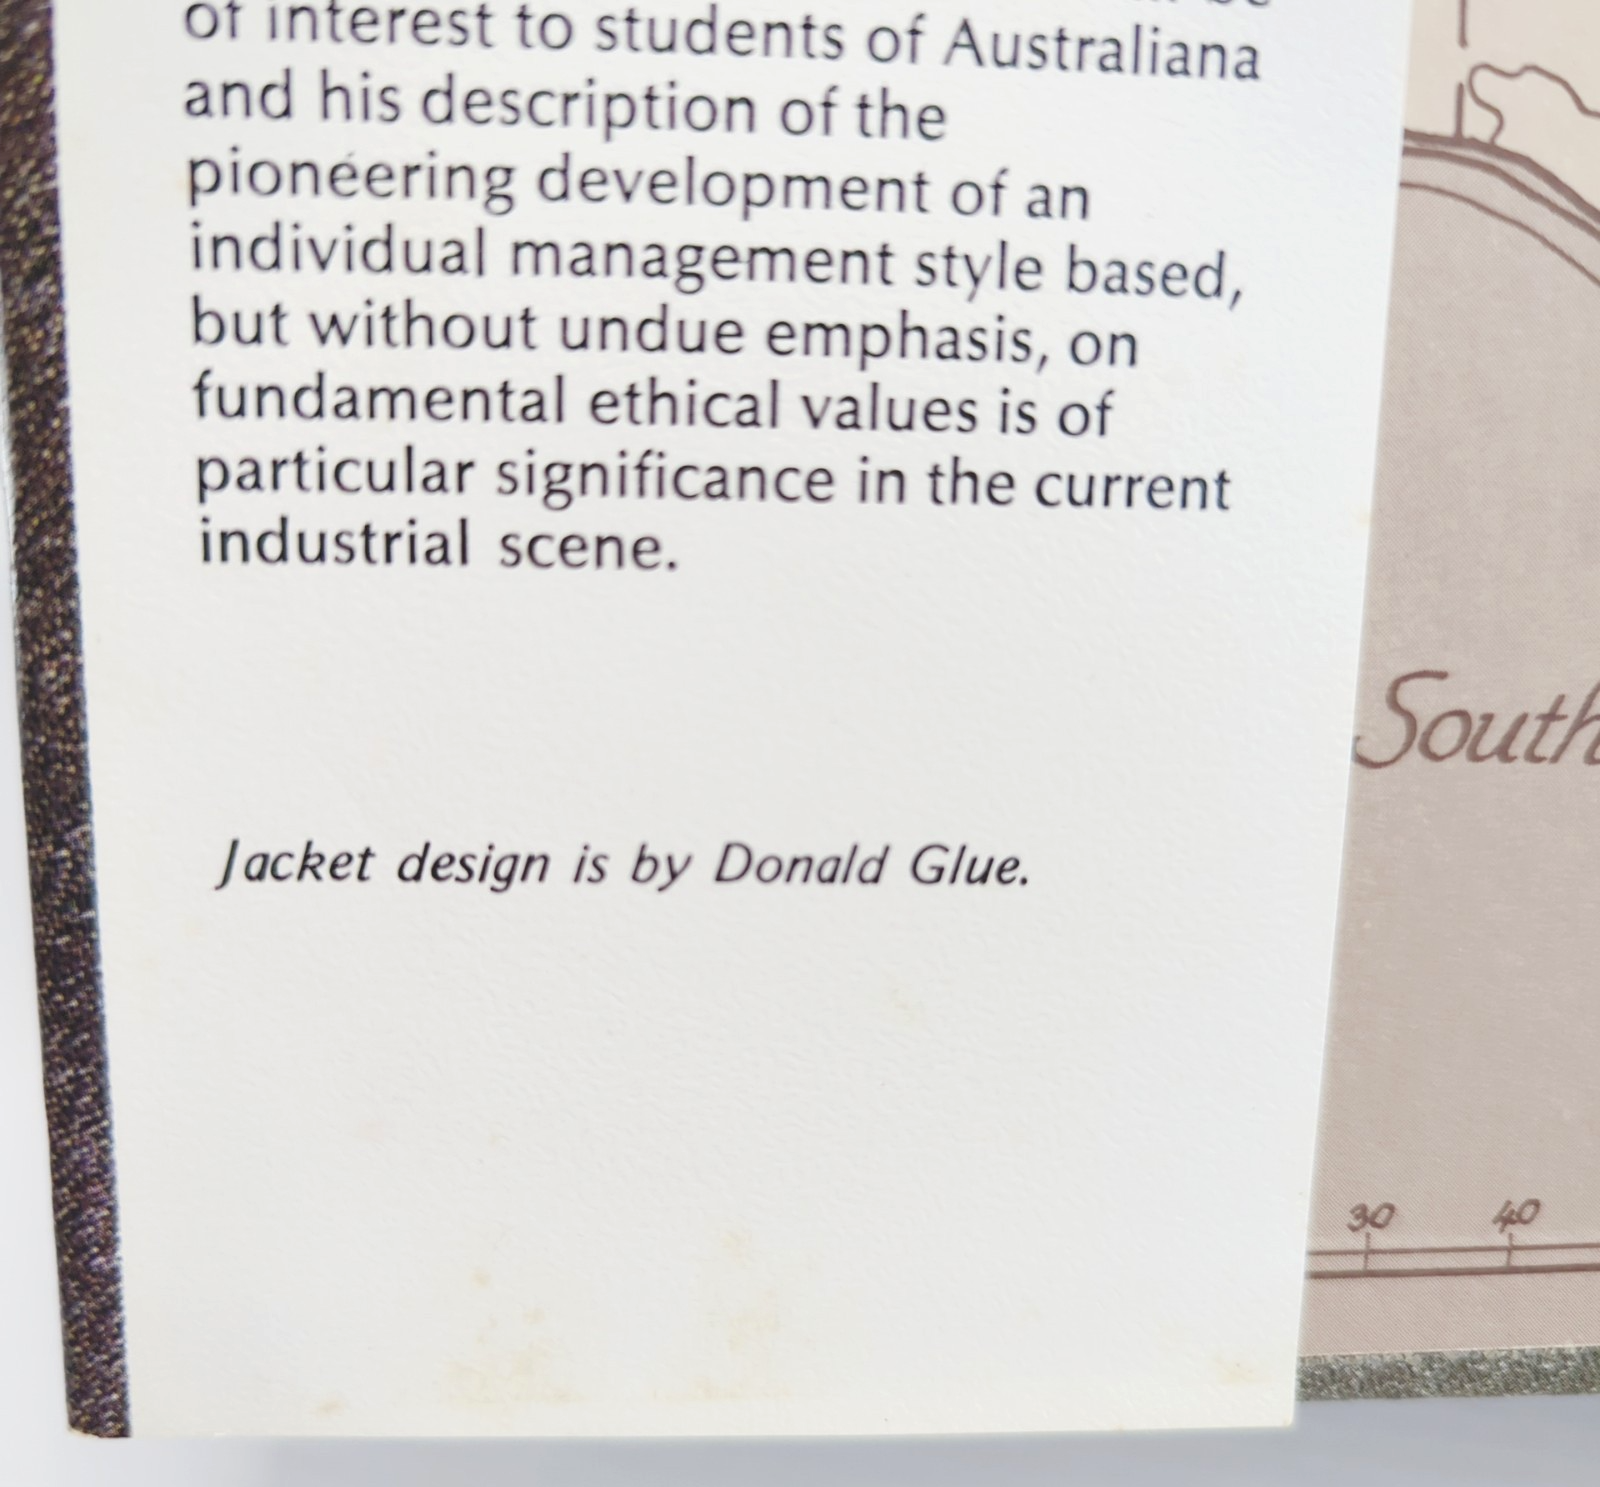 be
of interest to students of Australiana
and his description of the
pioneering development of an
individual management style based,
but without undue emphasis, on
fundamental ethical values is of
particular significance in the current
industrial scene.
Jacket design is by Donald Glue.
South
30 40